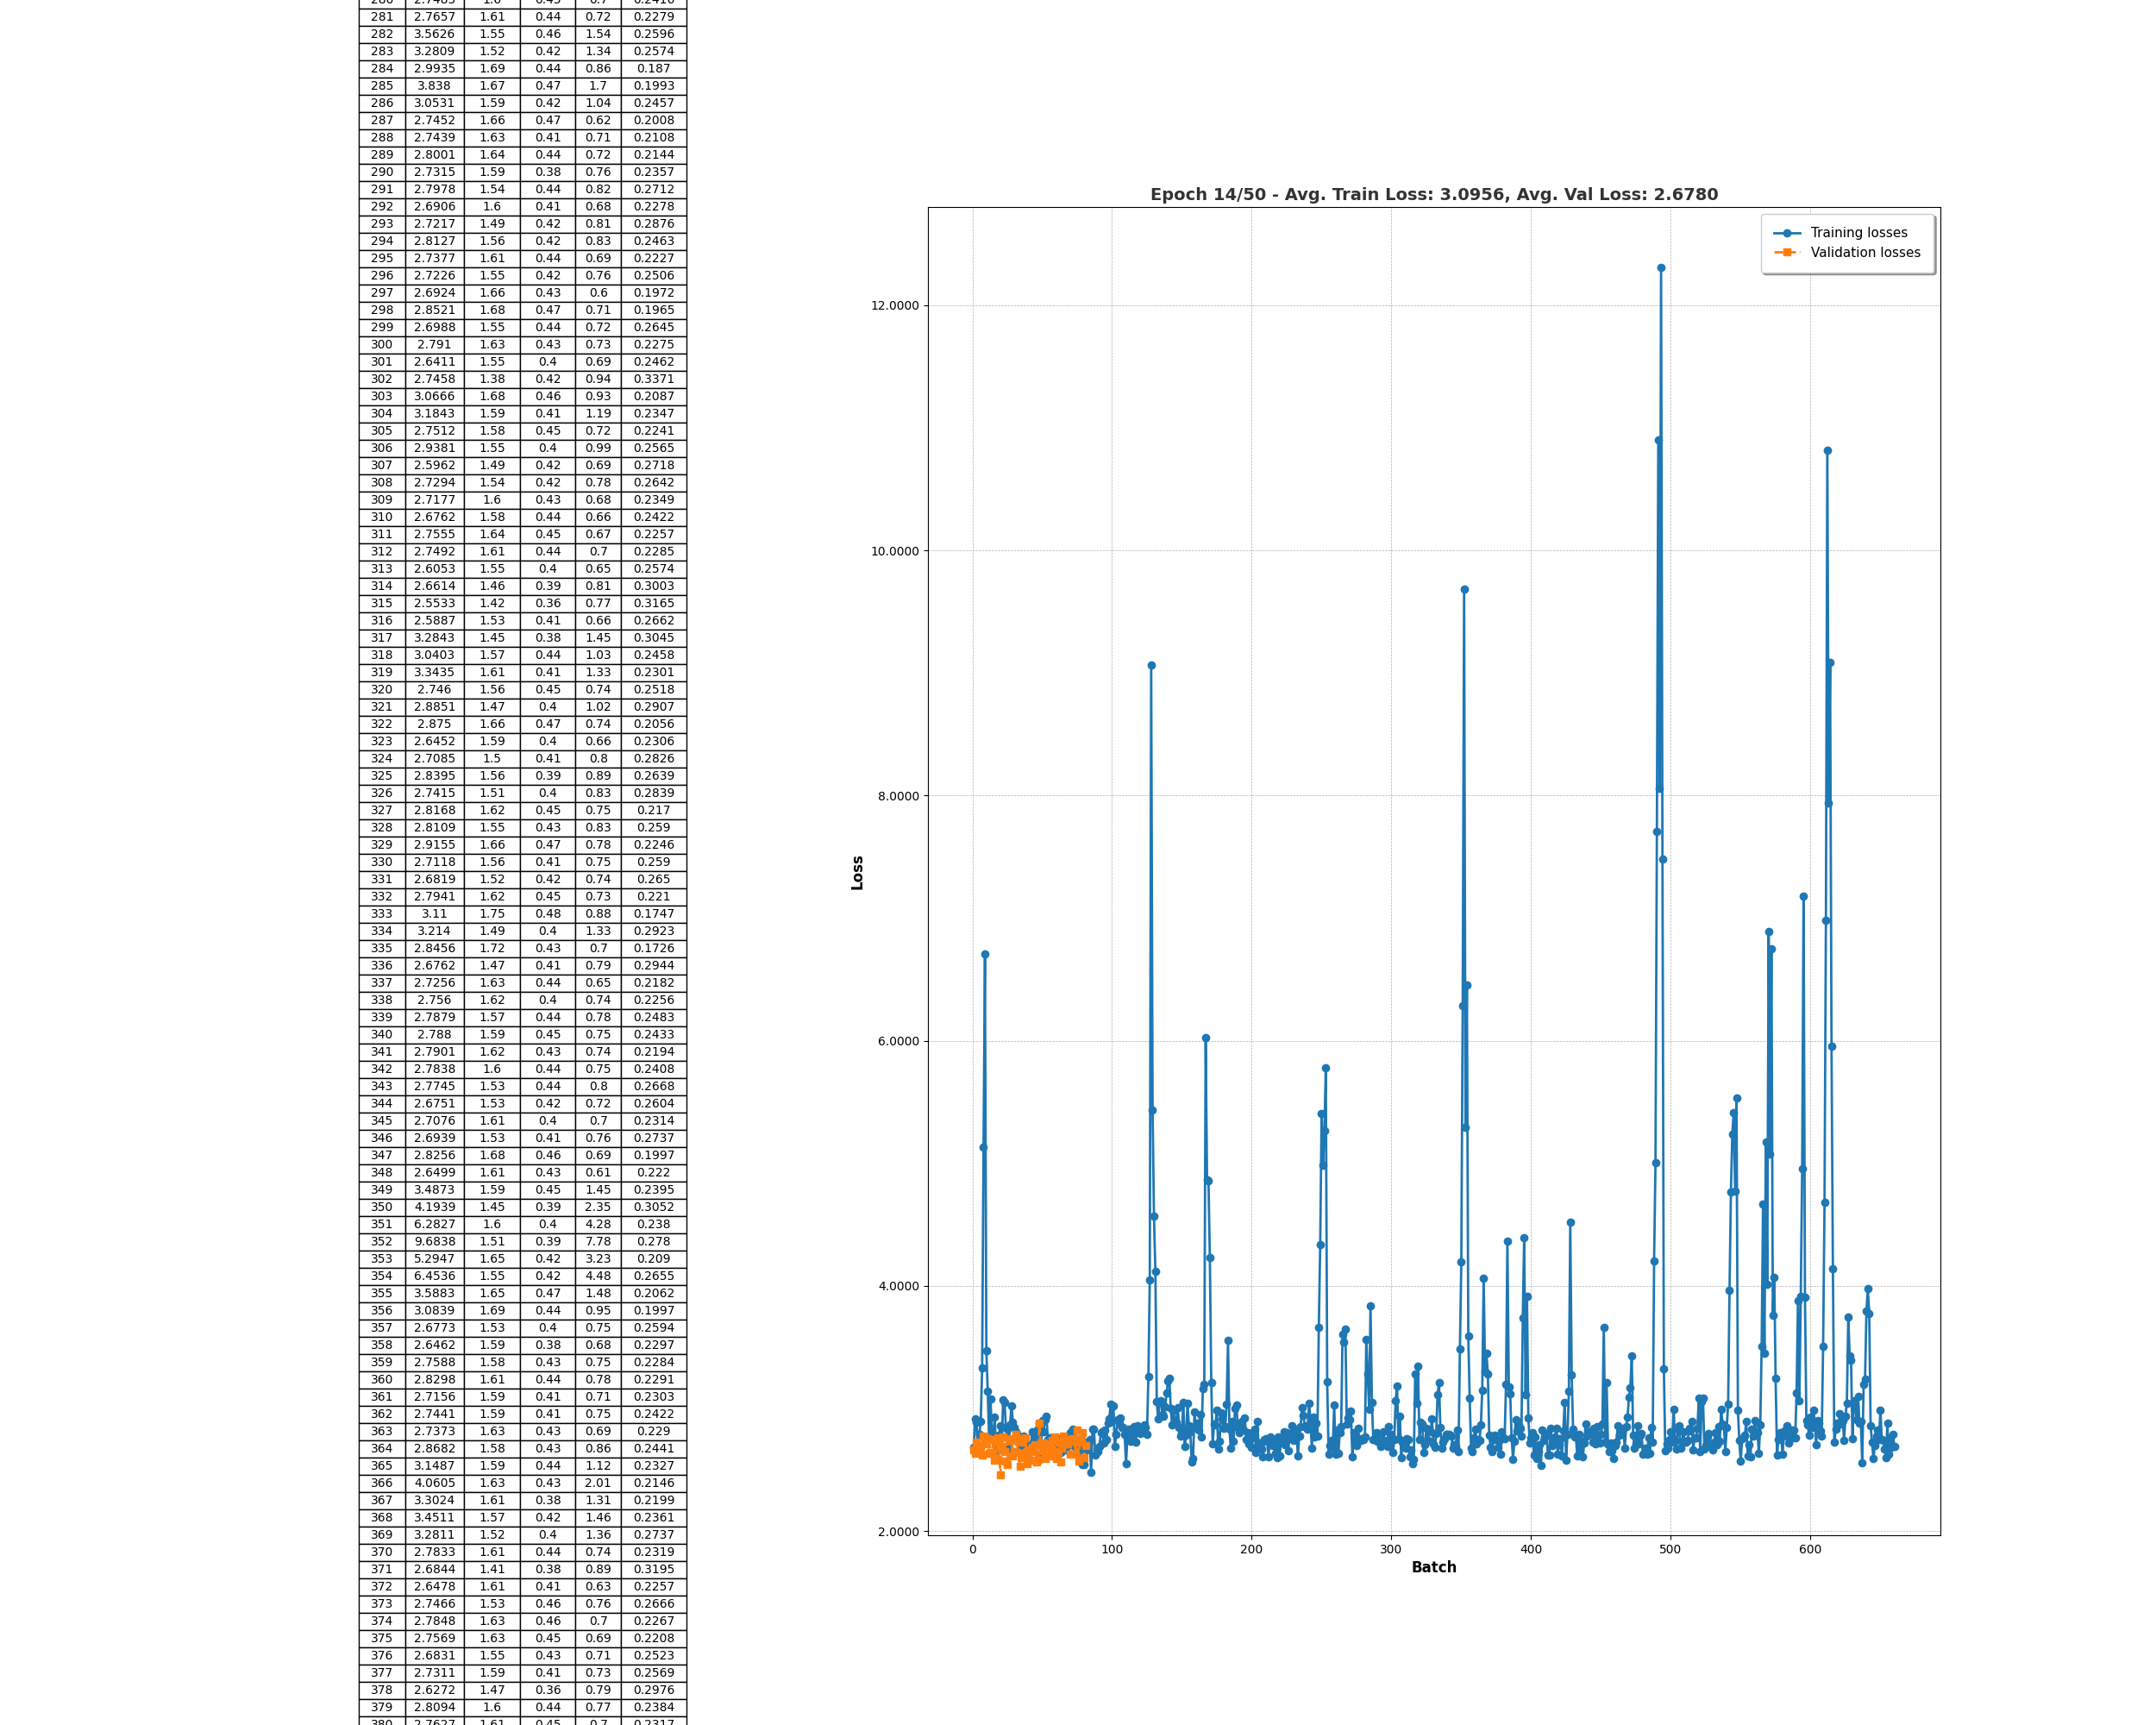 281 2.7657 1.61 0.44 0.72 0.2279
282 3.5626 1.55 0.46 1.54 0.2596
283 3.2809 1.52 0.42 1.34 0.2574
284 2.9935 1.69 0.44 0.86 0.187
285 3.838 1.67 0.47 1.7 0.1993
286 3.0531 1.59 0.42 1.04 0.2457
287 2.7452 1.66 0.47 0.62 0.2008
288 2.7439 1.63 0.41 0.71 0.2108
289 2.8001 1.64 0.44 0.72 0.2144
290 2.7315 1.59 0.38 0.76 0.2357
291 2.7978 1.54 0.44 0.82 0.2712
292 2.6906 1.6 0.41 0.68 0.2278
293 2.7217 1.49 0.42 0.81 0.2876
294 2.8127 1.56 0.42 0.83 0.2463
295 2.7377 1.61 0.44 0.69 0.2227
296 2.7226 1.55 0.42 0.76 0.2506
297 2.6924 1.66 0.43 0.6 0.1972
298 2.8521 1.68 0.47 0.71 0.1965
299 2.6988 1.55 0.44 0.72 0.2645
300 2.791 1.63 0.43 0.73 0.2275
301 2.6411 1.55 0.4 0.69 0.2462
302 2.7458 1.38 0.42 0.94 0.3371
303 3.0666 1.68 0.46 0.93 0.2087
304 3.1843 1.59 0.41 1.19 0.2347
305 2.7512 1.58 0.45 0.72 0.2241
306 2.9381 1.55 0.4 0.99 0.2565
307 2.5962 1.49 0.42 0.69 0.2718
308 2.7294 1.54 0.42 0.78 0.2642
309 2.7177 1.6 0.43 0.68 0.2349
310 2.6762 1.58 0.44 0.66 0.2422
311 2.7555 1.64 0.45 0.67 0.2257
312 2.7492 1.61 0.44 0.7 0.2285
313 2.6053 1.55 0.4 0.65 0.2574
314 2.6614 1.46 0.39 0.81 0.3003
315 2.5533 1.42 0.36 0.77 0.3165
316 2.5887 1.53 0.41 0.66 0.2662
317 3.2843 1.45 0.38 1.45 0.3045
318 3.0403 1.57 0.44 1.03 0.2458
319 3.3435 1.61 0.41 1.33 0.2301
320 2.746 1.56 0.45 0.74 0.2518
321 2.8851 1.47 0.4 1.02 0.2907
322 2.875 1.66 0.47 0.74 0.2056
323 2.6452 1.59 0.4 0.66 0.2306
324 2.7085 1.5 0.41 0.8 0.2826
325 2.8395 1.56 0.39 0.89 0.2639
326 2.7415 1.51 0.4 0.83 0.2839
327 2.8168 1.62 0.45 0.75 0.217
328 2.8109 1.55 0.43 0.83 0.259
329 2.9155 1.66 0.47 0.78 0.2246
330 2.7118 1.56 0.41 0.75 0.259
331 2.6819 1.52 0.42 0.74 0.265
332 2.7941 1.62 0.45 0.73 0.221
333 3.11 1.75 0.48 0.88 0.1747
334 3.214 1.49 0.4 1.33 0.2923
335 2.8456 1.72 0.43 0.7 0.1726
336 2.6762 1.47 0.41 0.79 0.2944
337 2.7256 1.63 0.44 0.65 0.2182
338 2.756 1.62 0.4 0.74 0.2256
339 2.7879 1.57 0.44 0.78 0.2483
340 2.788 1.59 0.45 0.75 0.2433
341 2.7901 1.62 0.43 0.74 0.2194
342 2.7838 1.6 0.44 0.75 0.2408
343 2.7745 1.53 0.44 0.8 0.2668
344 2.6751 1.53 0.42 0.72 0.2604
345 2.7076 1.61 0.4 0.7 0.2314
346 2.6939 1.53 0.41 0.76 0.2737
347 2.8256 1.68 0.46 0.69 0.1997
348 2.6499 1.61 0.43 0.61 0.222
349 3.4873 1.59 0.45 1.45 0.2395
350 4.1939 1.45 0.39 2.35 0.3052
351 6.2827 1.6 0.4 4.28 0.238
352 9.6838 1.51 0.39 7.78 0.278
353 5.2947 1.65 0.42 3.23 0.209
354 6.4536 1.55 0.42 4.48 0.2655
355 3.5883 1.65 0.47 1.48 0.2062
356 3.0839 1.69 0.44 0.95 0.1997
357 2.6773 1.53 0.4 0.75 0.2594
358 2.6462 1.59 0.38 0.68 0.2297
359 2.7588 1.58 0.43 0.75 0.2284
360 2.8298 1.61 0.44 0.78 0.2291
361 2.7156 1.59 0.41 0.71 0.2303
362 2.7441 1.59 0.41 0.75 0.2422
363 2.7373 1.63 0.43 0.69 0.229
364 2.8682 1.58 0.43 0.86 0.2441
365 3.1487 1.59 0.44 1.12 0.2327
366 4.0605 1.63 0.43 2.01 0.2146
367 3.3024 1.61 0.38 1.31 0.2199
368 3.4511 1.57 0.42 1.46 0.2361
369 3.2811 1.52 0.4 1.36 0.2737
370 2.7833 1.61 0.44 0.74 0.2319
371 2.6844 1.41 0.38 0.89 0.3195
372 2.6478 1.61 0.41 0.63 0.2257
373 2.7466 1.53 0.46 0.76 0.2666
374 2.7848 1.63 0.46 0.7 0.2267
375 2.7569 1.63 0.45 0.69 0.2208
376 2.6831 1.55 0.43 0.71 0.2523
377 2.7311 1.59 0.41 0.73 0.2569
378 2.6272 1.47 0.36 0.79 0.2976
379 2.8094 1.6 0.44 0.77 0.2384
380 2.7627 1.61 0.45 0.7 0.2317
Epoch 14/50 - Avg. Train Loss: 3.0956, Avg. Val Loss: 2.6780
Training losses
Validation losses
12.0000
10.0000
8.0000
6.0000
4.0000
2.0000
Loss
0 100 200 300 400 500 600
Batch